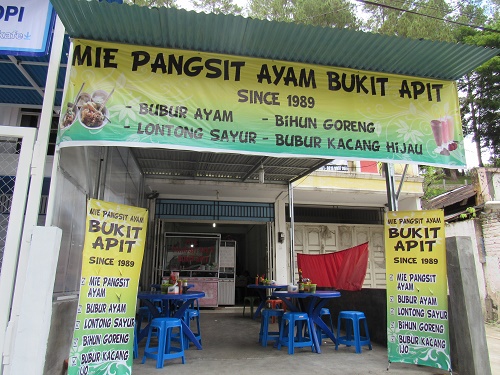 OPI
MIE PANGSIT AYAM BUKIT APIT
SINCE 1989
- BUBUR AYAM
- BIHUN GORENG
- LONTONG SAYUR
- BUBUR KACANG HIJAU
MIE PANGSIT AYAM
BUKIT
APIT
SINCE 1989
MIE PANGSIT
AYAM
BUBUR AYAM
LONTONG SAYUR
BIHUN GORENG
BUBUR KACANG
IJO
MIE PANGSIT AYAM
BUKIT
APIT
SINCE 1989
MIE PANGSIT
AYAM
BUBUR AYAM
LONTONG SAYUR
BIHUN GORENG
BUBUR KACANG
IJO